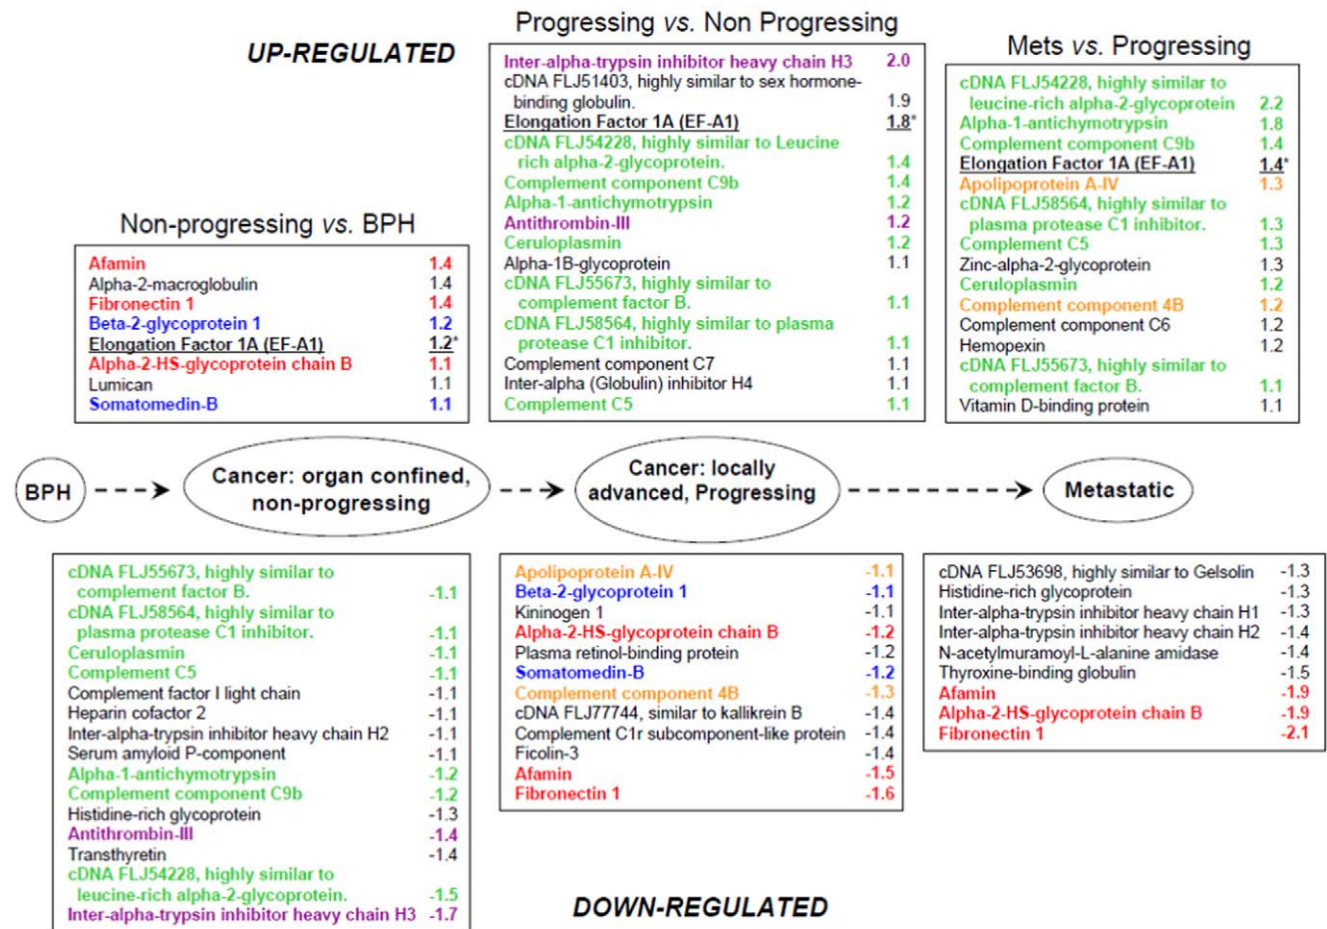 Progressing vs. Non Progressing
UP-REGULATED
Mets vs. Progressing
Non-progressing vs. BPH
Afamin 1.4
Alpha-2-macroglobulin 1.4
Fibronectin 1 1.4
Beta-2-glycoprotein 1 1.2
Elongation Factor 1A (EF-A1) 1.2*
Alpha-2-HS-glycoprotein chain B 1.1
Lumican 1.1
Somatomedin-B 1.1
Inter-alpha-trypsin inhibitor heavy chain H3 2.0
cDNA FLJ51403, highly similar to sex hormone-
binding globulin. 1.9
Elongation Factor 1A (EF-A1) 1.8*
cDNA FLJ54228, highly similar to Leucine
rich alpha-2-glycoprotein. 1.4
Complement component C9b 1.4
Alpha-1-antichymotrypsin 1.2
Antithrombin-III 1.2
Ceruloplasmin 1.2
Alpha-1B-glycoprotein 1.1
cDNA FLJ55673, highly similar to
complement factor B. 1.1
cDNA FLJ58564, highly similar to plasma
protease C1 inhibitor. 1.1
Complement component C7 1.1
Inter-alpha (Globulin) inhibitor H4 1.1
Complement C5 1.1
cDNA FLJ54228, highly similar to
leucine-rich alpha-2-glycoprotein 2.2
Alpha-1-antichymotrypsin 1.8
Complement component C9b 1.4
Elongation Factor 1A (EF-A1) 1.4*
Apolipoprotein A-IV 1.3
cDNA FLJ58564, highly similar to
plasma protease C1 inhibitor. 1.3
Complement C5 1.3
Zinc-alpha-2-glycoprotein 1.3
Ceruloplasmin 1.2
Complement component 4B 1.2
Complement component C6 1.2
Hemopexin 1.2
cDNA FLJ55673, highly similar to
complement factor B. 1.1
Vitamin D-binding protein 1.1
BPH
Cancer: organ confined,
non-progressing
Cancer: locally
advanced, Progressing
Metastatic
cDNA FLJ55673, highly similar to
complement factor B. -1.1
cDNA FLJ58564, highly similar to
plasma protease C1 inhibitor. -1.1
Ceruloplasmin -1.1
Complement C5 -1.1
Complement factor I light chain -1.1
Heparin cofactor 2 -1.1
Inter-alpha-trypsin inhibitor heavy chain H2 -1.1
Serum amyloid P-component -1.1
Alpha-1-antichymotrypsin -1.2
Complement component C9b -1.2
Histidine-rich glycoprotein -1.3
Antithrombin-III -1.4
Transthyretin -1.4
cDNA FLJ54228, highly similar to
leucine-rich alpha-2-glycoprotein. -1.5
Inter-alpha-trypsin inhibitor heavy chain H3 -1.7
Apolipoprotein A-IV -1.1
Beta-2-glycoprotein 1 -1.1
Kininogen 1 -1.1
Alpha-2-HS-glycoprotein chain B -1.2
Plasma retinol-binding protein -1.2
Somatomedin-B -1.2
Complement component 4B -1.3
cDNA FLJ77744, similar to kallikrein B -1.4
Complement C1r subcomponent-like protein -1.4
Ficolin-3 -1.4
Afamin -1.5
Fibronectin 1 -1.6
cDNA FLJ53698, highly similar to Gelsolin -1.3
Histidine-rich glycoprotein -1.3
Inter-alpha-trypsin inhibitor heavy chain H1 -1.3
Inter-alpha-trypsin inhibitor heavy chain H2 -1.4
N-acetylmuramoyl-L-alanine amidase -1.4
Thyroxine-binding globulin -1.5
Afamin -1.9
Alpha-2-HS-glycoprotein chain B -1.9
Fibronectin 1 -2.1
DOWN-REGULATED